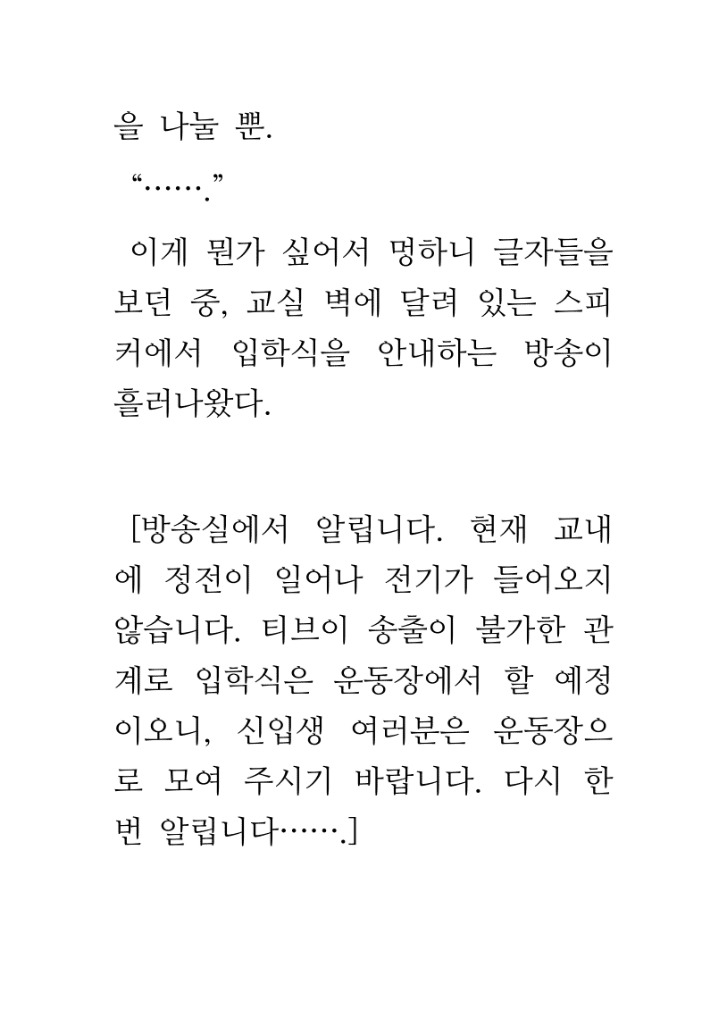 을 나눌 뿐.
“…….”
이게 뭔가 싶어서 멍하니 글자들을
보던 중, 교실 벽에 달려 있는 스피
커에서 입학식을 안내하는 방송이
흘러나왔다.
[방송실에서 알립니다. 현재 교내
에 정전이 일어나 전기가 들어오지
않습니다. 티브이 송출이 불가한 관
계로 입학식은 운동장에서 할 예정
이오니, 신입생 여러분은 운동장으
로 모여 주시기 바랍니다. 다시 한
번 알립니다…….]